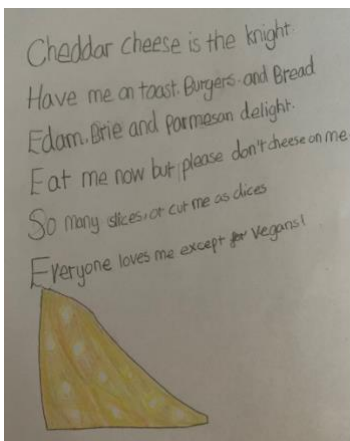 Cheddar cheese is the knight
Have me on toast. Burgers. and Bread
Edam. Brie and parmesan delight.
Eat me now but please don't cheese on me
So many slices, or cut me as dices
Everyone loves me except for Vegans!